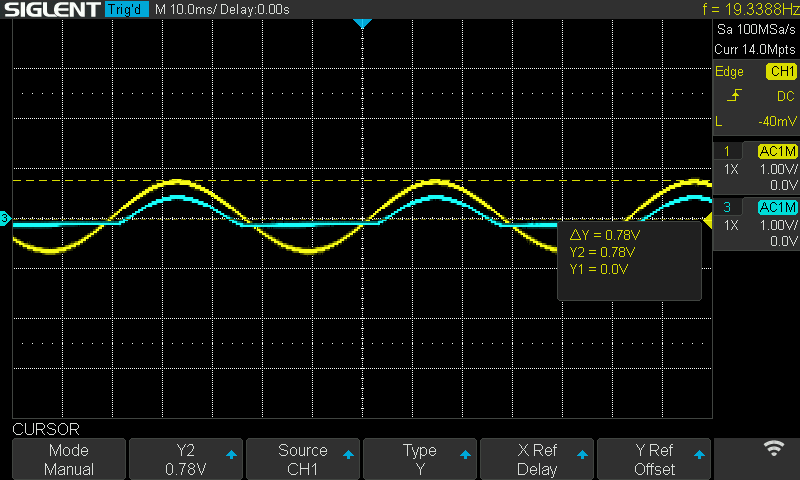 SIGLENT Trig'd M 10.0ms/ Delay:0.00s f = 19.3388Hz
Sa 100MSa/s
Curr 14.0Mpts
Edge CH1
DC
L -40mV
1 AC1M
1X 1.00V/
0.0V
3 AC1M
1X 1.00V/
0.0V
3
ΔY = 0.78V
Y2 = 0.78V
Y1 = 0.0V
CURSOR
Mode Y2 Source Type X Ref Y Ref
Manual 0.78V CH1 Y Delay Offset